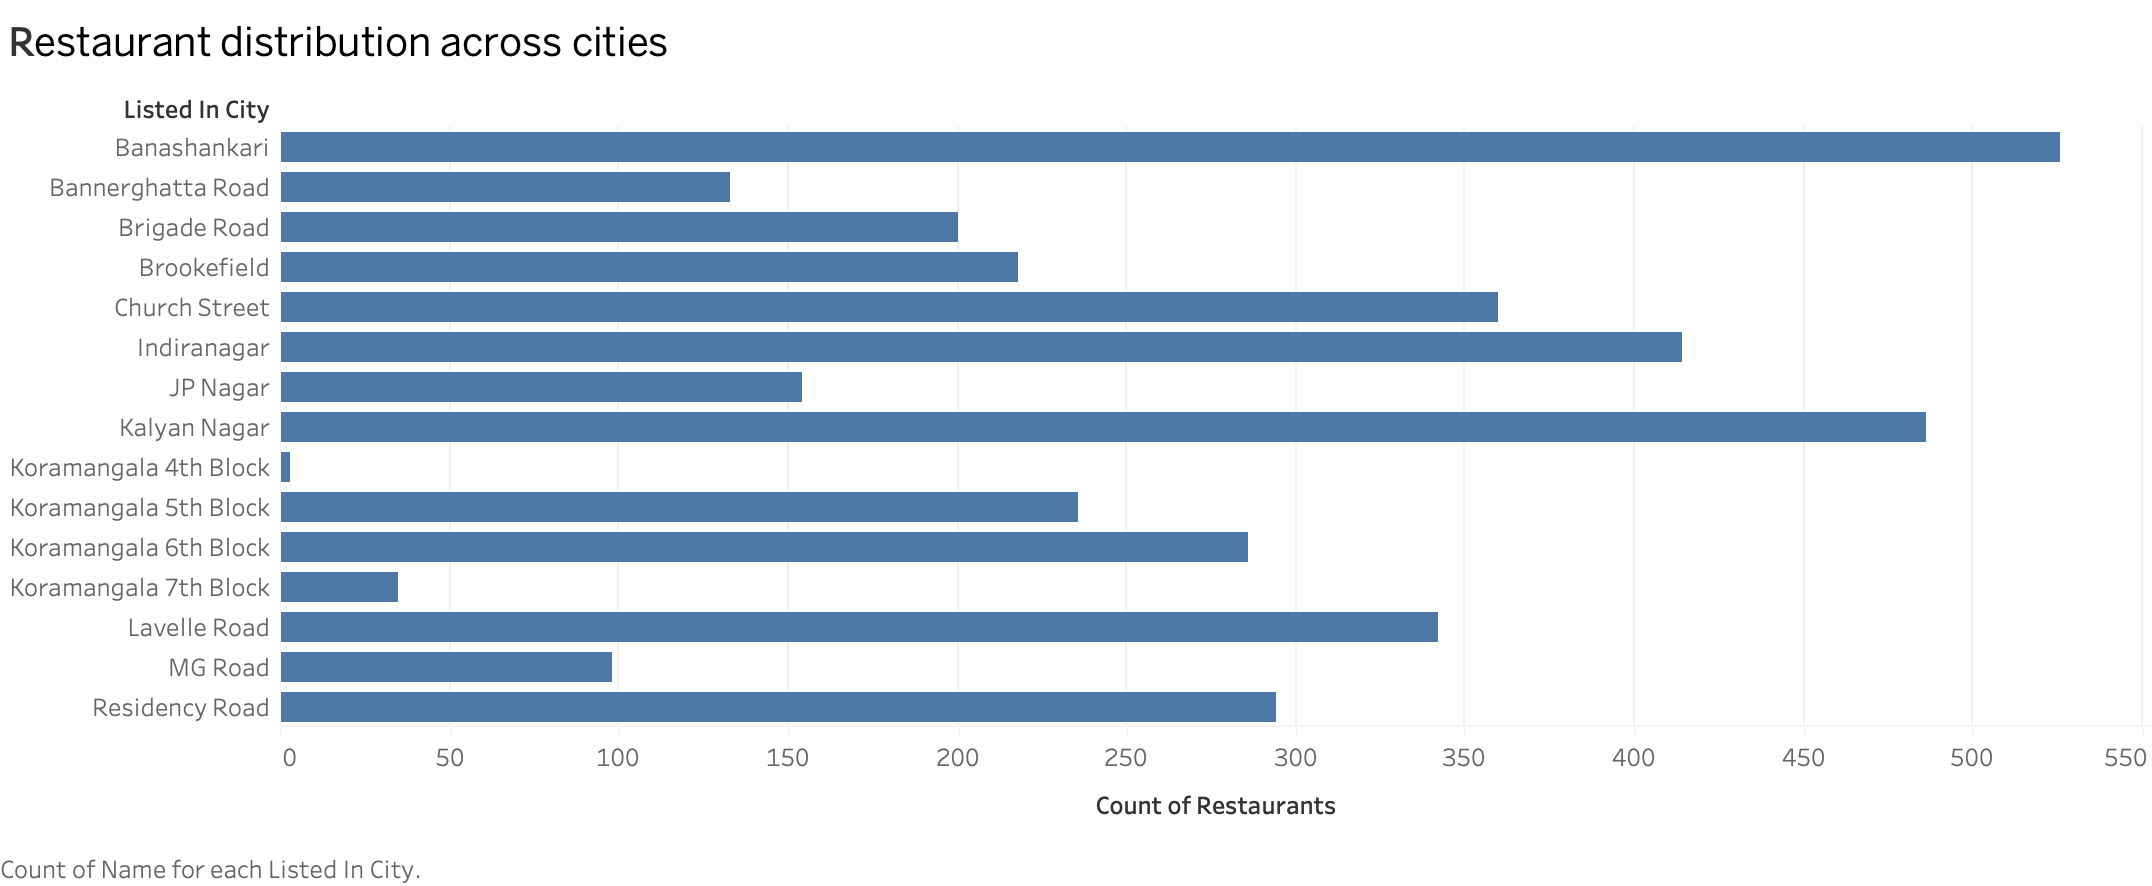 Restaurant distribution across cities
Listed In City
Banashankari
Bannerghatta Road
Brigade Road
Brookefield
Church Street
Indiranagar
JP Nagar
Kalyan Nagar
Koramangala 4th Block
Koramangala 5th Block
Koramangala 6th Block
Koramangala 7th Block
Lavelle Road
MG Road
Residency Road
0 50 100 150 200 250 300 350 400 450 500 550
Count of Restaurants
Count of Name for each Listed In City.